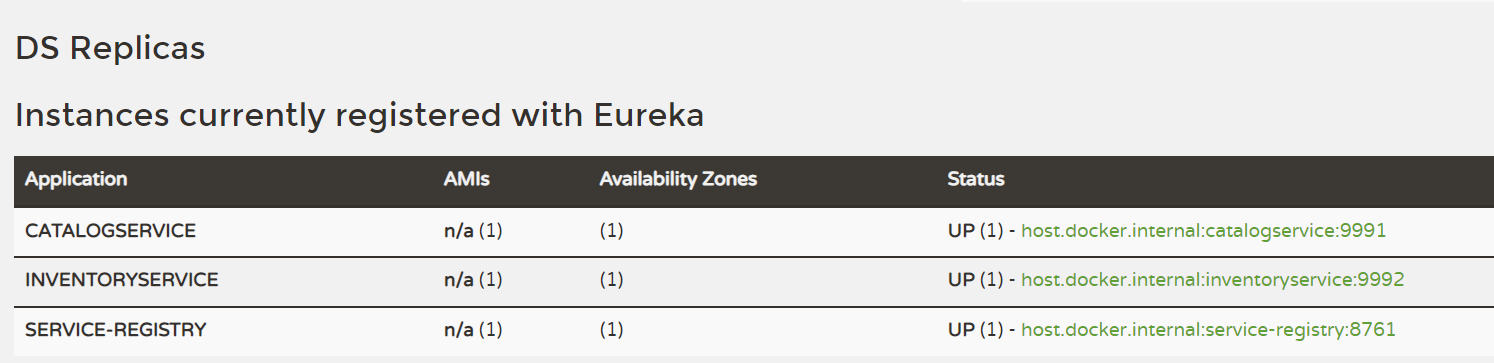 DS Replicas
Instances currently registered with Eureka
Application AMIs Availability Zones Status
CATALOGSERVICE n/a (1) (1) UP (1) - host.docker.internal:catalogservice:9991
INVENTORYSERVICE n/a (1) (1) UP (1) - host.docker.internal:inventoryservice:9992
SERVICE-REGISTRY n/a (1) (1) UP (1) - host.docker.internal:service-registry:8761